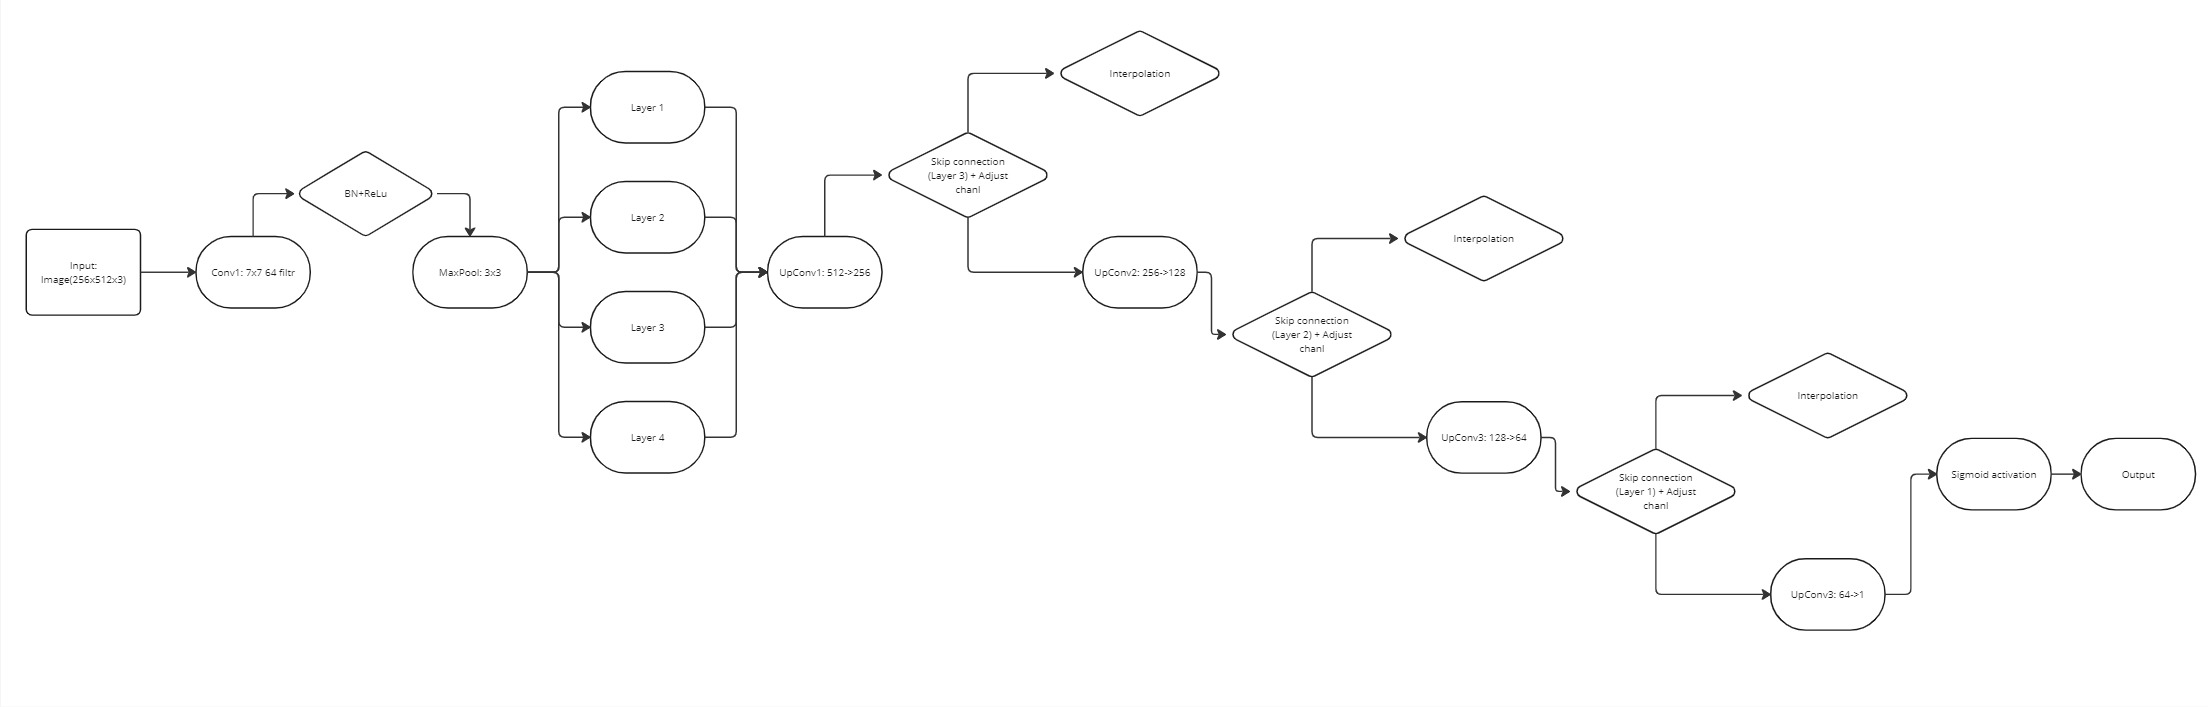 Input:
Image(256x512x3)
Conv1: 7x7 64 filtr
BN+ReLu
MaxPool: 3x3
Layer 1
Layer 2
Layer 3
Layer 4
UpConv1: 512->256
Skip connection
(Layer 3) + Adjust
chanl
Interpolation
UpConv2: 256->128
Skip connection
(Layer 2) + Adjust
chanl
Interpolation
UpConv3: 128->64
Skip connection
(Layer 1) + Adjust
chanl
Interpolation
UpConv3: 64->1
Sigmoid activation
Output